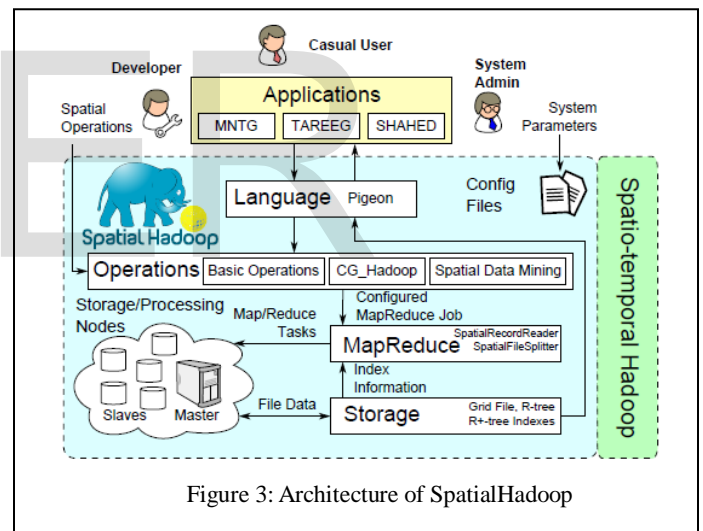 Casual User
Developer
System
Admin
Applications
MNTG
TAREEG
SHAHED
Spatial
Operations
System
Parameters
ER
Language Pigeon
Config
Files
Spatial Hadoop
Operations
Basic Operations
CG_Hadoop
Spatial Data Mining
Storage/Processing
Nodes
Map/Reduce
Tasks
Configured
MapReduce Job
MapReduce
SpatialRecordReader
SpatialFileSplitter
Index
Information
Slaves
Master
File Data
Storage
Grid File, R-tree
R+-tree Indexes
Spatio-temporal Hadoop
Figure 3: Architecture of SpatialHadoop